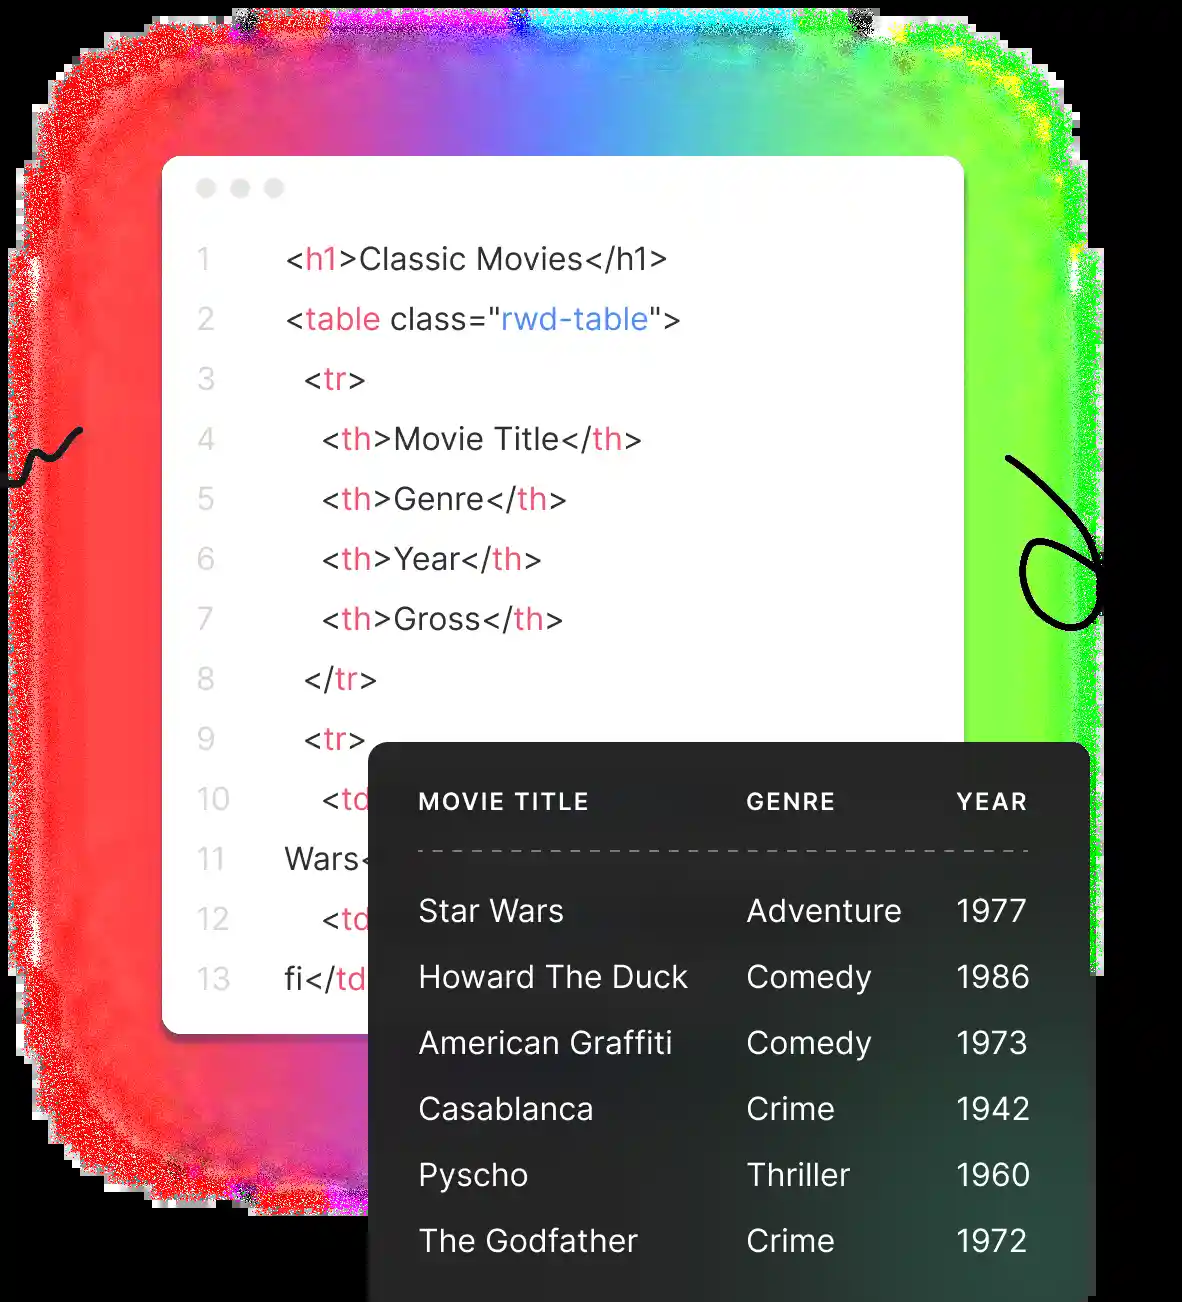 1 <h1>Classic Movies</h1>
2 <table class="rwd-table">
3 <tr>
4 <th>Movie Title</th>
5 <th>Genre</th>
6 <th>Year</th>
7 <th>Gross</th>
8 </tr>
9 <tr>
10 <td
11 Wars<
12 <td
13 fi</td
MOVIE TITLE GENRE YEAR
Star Wars Adventure 1977
Howard The Duck Comedy 1986
American Graffiti Comedy 1973
Casablanca Crime 1942
Pyscho Thriller 1960
The Godfather Crime 1972